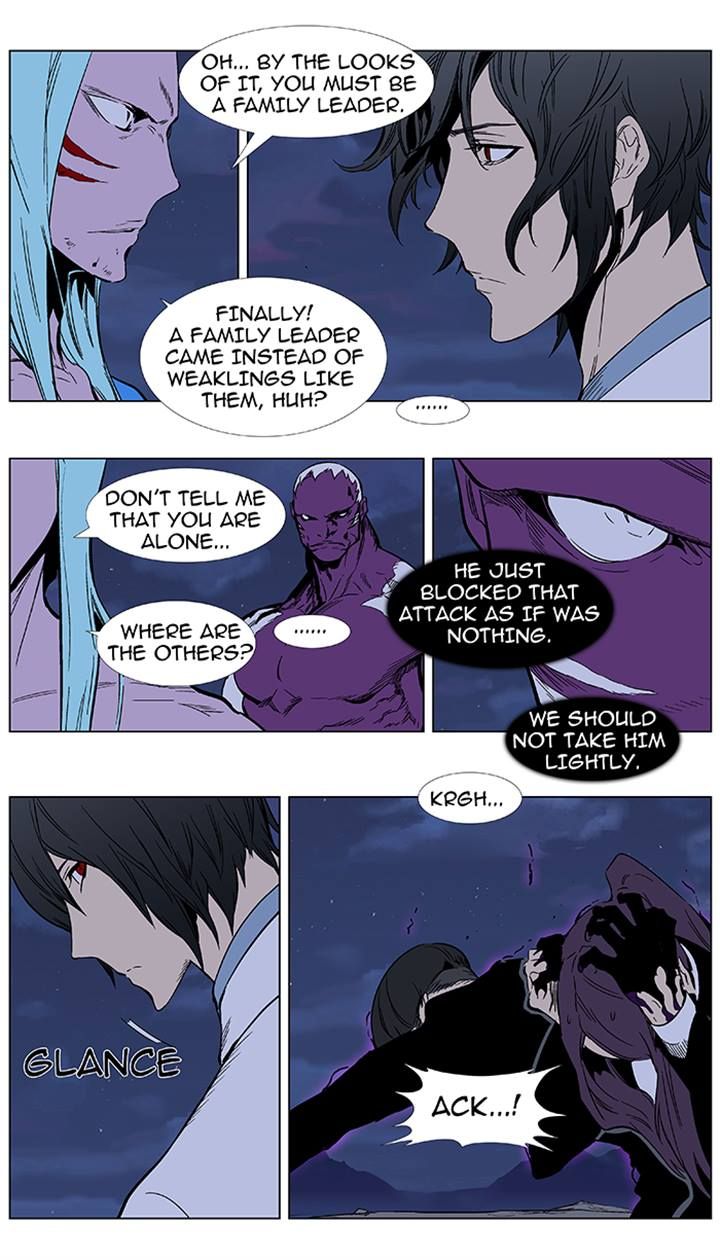 OH... BY THE LOOKS
OF IT, YOU MUST BE
A FAMILY LEADER.
FINALLY!
A FAMILY LEADER
CAME INSTEAD OF
WEAKLINGS LIKE
THEM, HUH?
......
DON'T TELL ME
THAT YOU ARE
ALONE...
WHERE ARE
THE OTHERS?
......
HE JUST
BLOCKED THAT
ATTACK AS IF WAS
NOTHING.
WE SHOULD
NOT TAKE HIM
LIGHTLY.
GLANCE
KRGH...
ACK...!